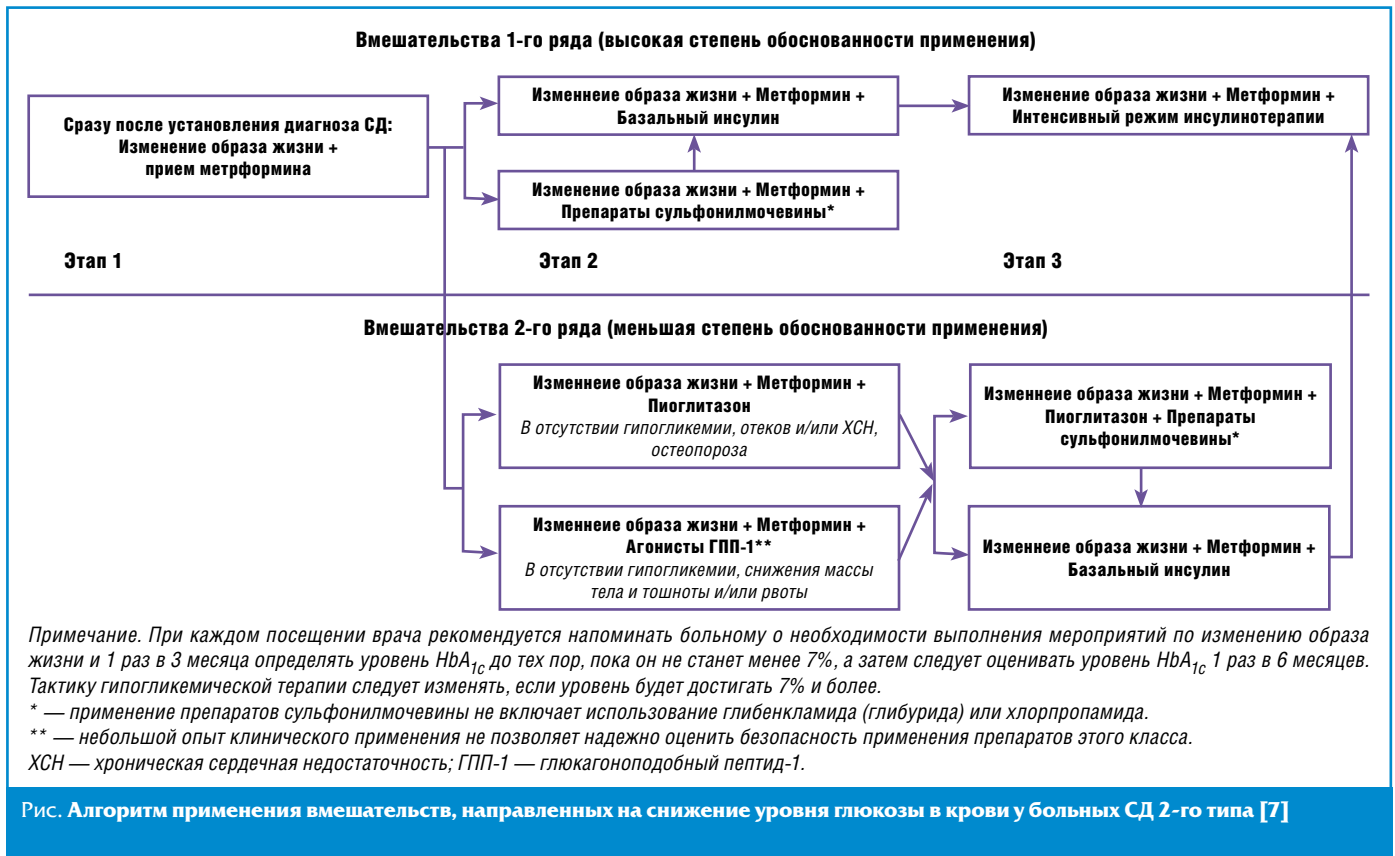 Вмешательства 1-го ряда (высокая степень обоснованности применения)
Сразу после установления диагноза СД:
Изменение образа жизни +
прием метрформина
Изменнеие образа жизни + Метформин +
Базальный инсулин
Изменение образа жизни + Метформин +
Интенсивный режим инсулинотерапии
Изменение образа жизни + Метформин +
Препараты сульфонилмочевины*
Этап 1
Этап 2
Этап 3
Вмешательства 2-го ряда (меньшая степень обоснованности применения)
Изменнеие образа жизни + Метформин +
Пиоглитазон
В отсутствии гипогликемии, отеков и/или ХСН,
остеопороза
Изменнеие образа жизни + Метформин +
Пиоглитазон + Препараты
сульфонилмочевины*
Изменнеие образа жизни + Метформин +
Агонисты ГПП-1**
В отсутствии гипогликемии, снижения массы
тела и тошноты и/или рвоты
Изменнеие образа жизни + Метформин +
Базальный инсулин
Примечание. При каждом посещении врача рекомендуется напоминать больному о необходимости выполнения мероприятий по изменению образа
жизни и 1 раз в 3 месяца определять уровень HbA1c до тех пор, пока он не станет менее 7%, а затем следует оценивать уровень HbA1c 1 раз в 6 месяцев.
Тактику гипогликемической терапии следует изменять, если уровень будет достигать 7% и более.
* — применение препаратов сульфонилмочевины не включает использование глибенкламида (глибурида) или хлорпропамида.
** — небольшой опыт клинического применения не позволяет надежно оценить безопасность применения препаратов этого класса.
ХСН — хроническая сердечная недостаточность; ГПП-1 — глюкагоноподобный пептид-1.
Рис. Алгоритм применения вмешательств, направленных на снижение уровня глюкозы в крови у больных СД 2-го типа [7]